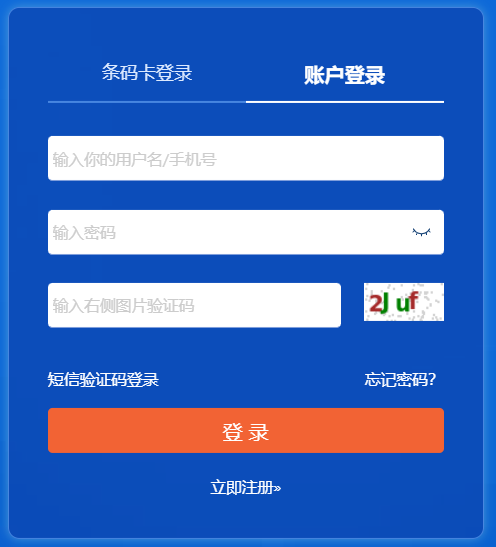 条码卡登录 账户登录
输入你的用户名/手机号
输入密码
输入右侧图片验证码 2Juf
短信验证码登录 忘记密码?
登 录
立即注册»